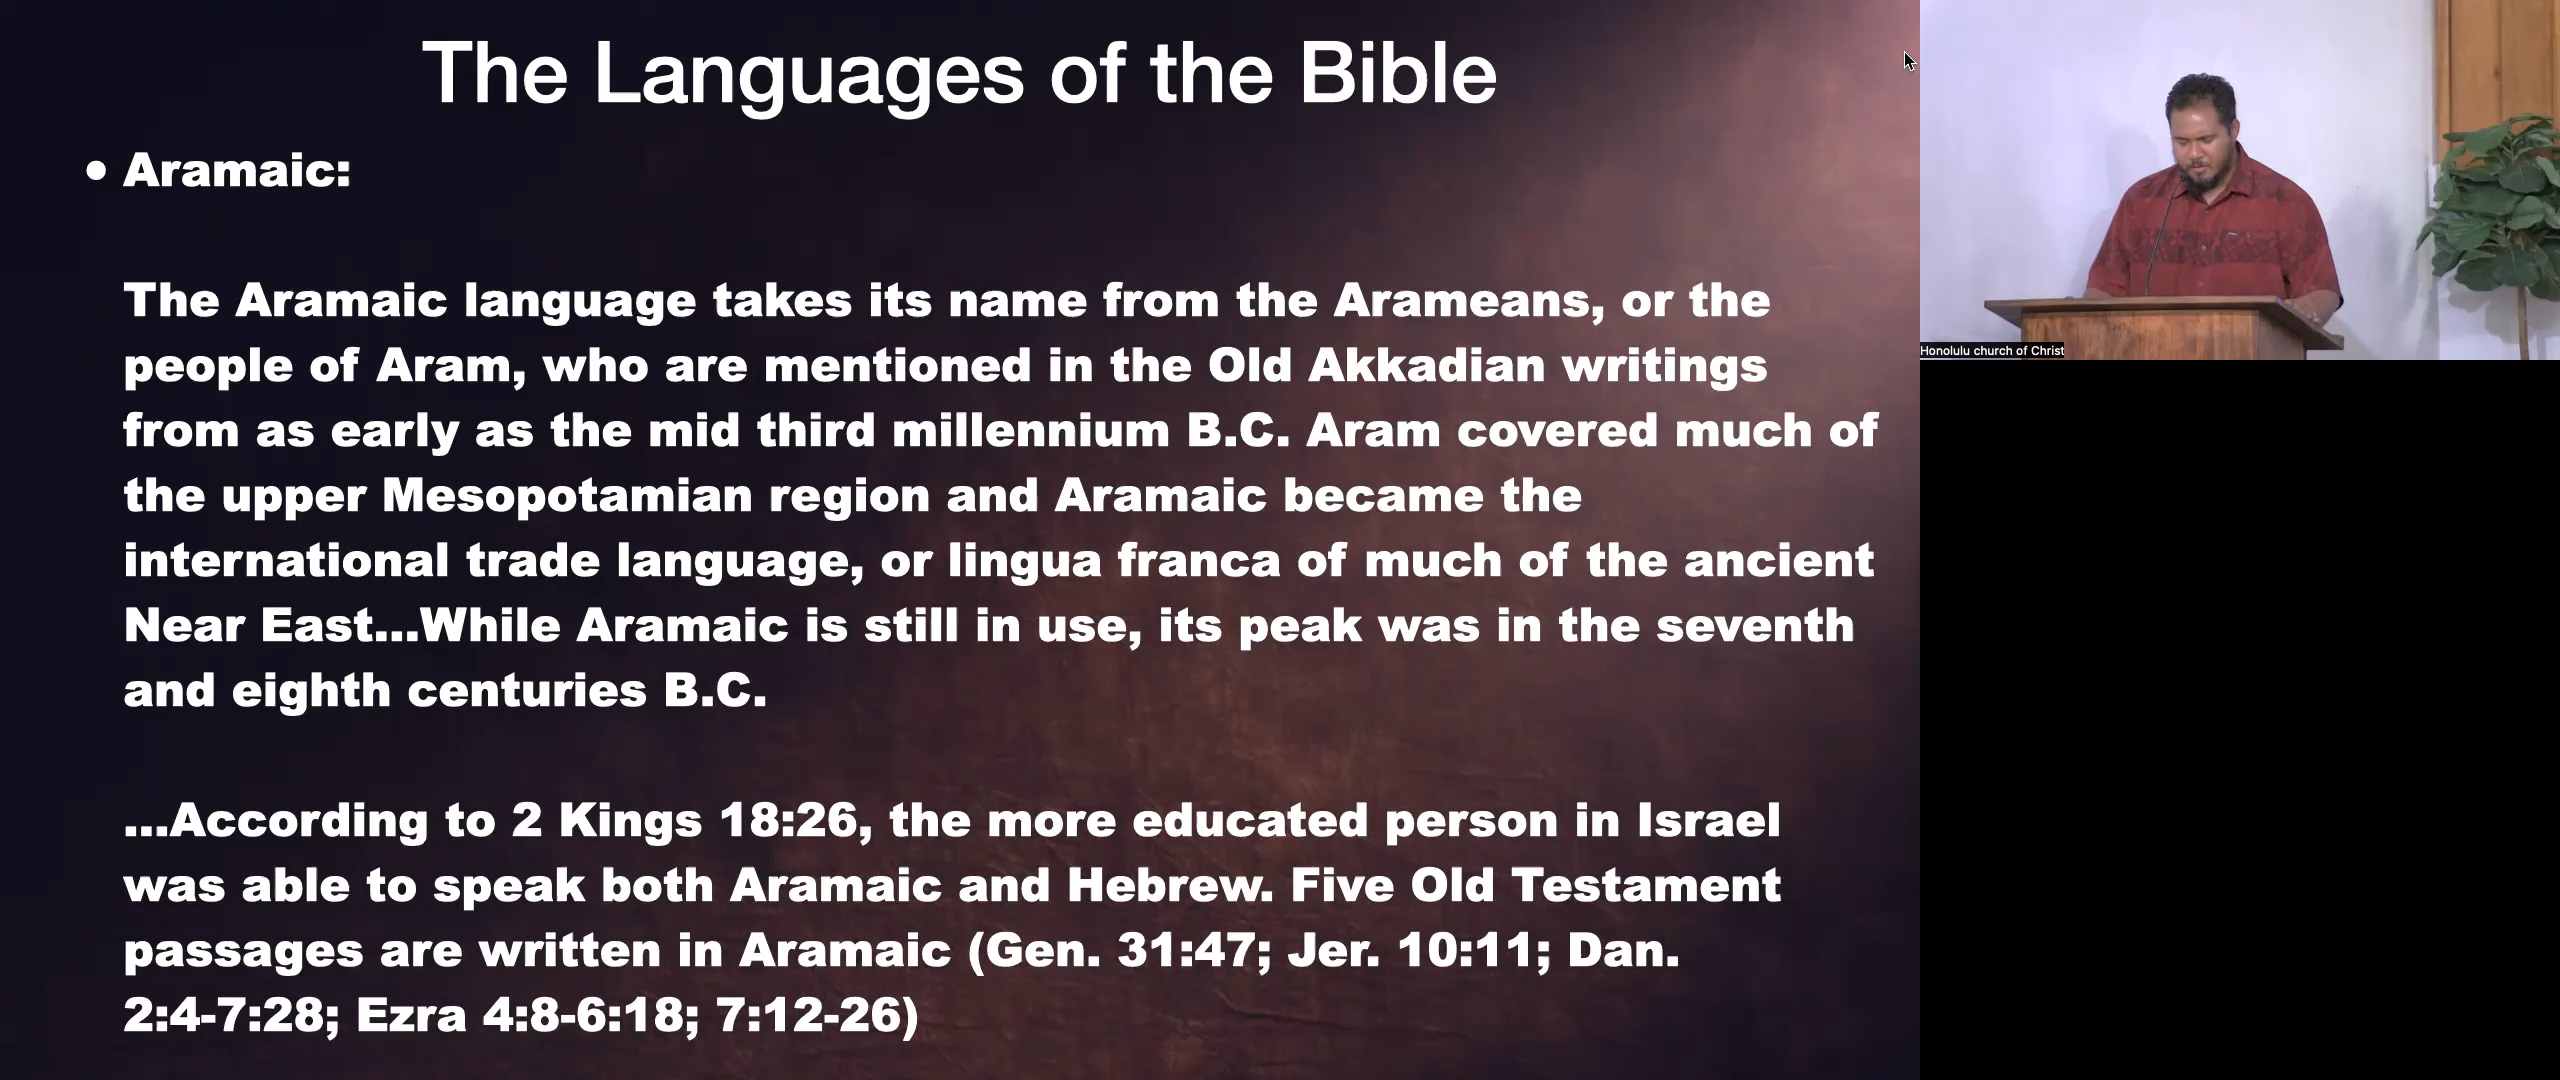 The Languages of the Bible
• Aramaic:
The Aramaic language takes its name from the Arameans, or the
people of Aram, who are mentioned in the Old Akkadian writings
from as early as the mid third millennium B.C. Aram covered much of
the upper Mesopotamian region and Aramaic became the
international trade language, or lingua franca of much of the ancient
Near East...While Aramaic is still in use, its peak was in the seventh
and eighth centuries B.C.
...According to 2 Kings 18:26, the more educated person in Israel
was able to speak both Aramaic and Hebrew. Five Old Testament
passages are written in Aramaic (Gen. 31:47; Jer. 10:11; Dan.
2:4-7:28; Ezra 4:8-6:18; 7:12-26)
Honolulu church of Christ